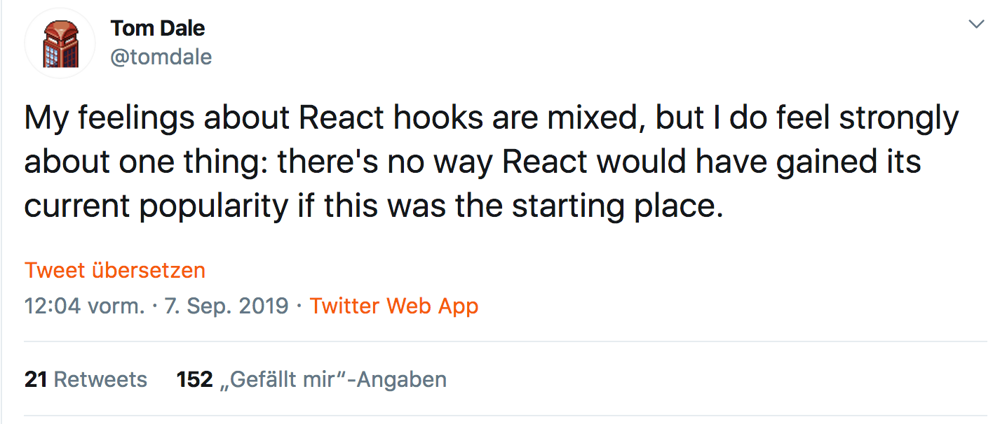 Tom Dale
@tomdale
My feelings about React hooks are mixed, but I do feel strongly
about one thing: there's no way React would have gained its
current popularity if this was the starting place.
Tweet übersetzen
12:04 vorm. · 7. Sep. 2019 · Twitter Web App
21 Retweets 152 „Gefällt mir“-Angaben